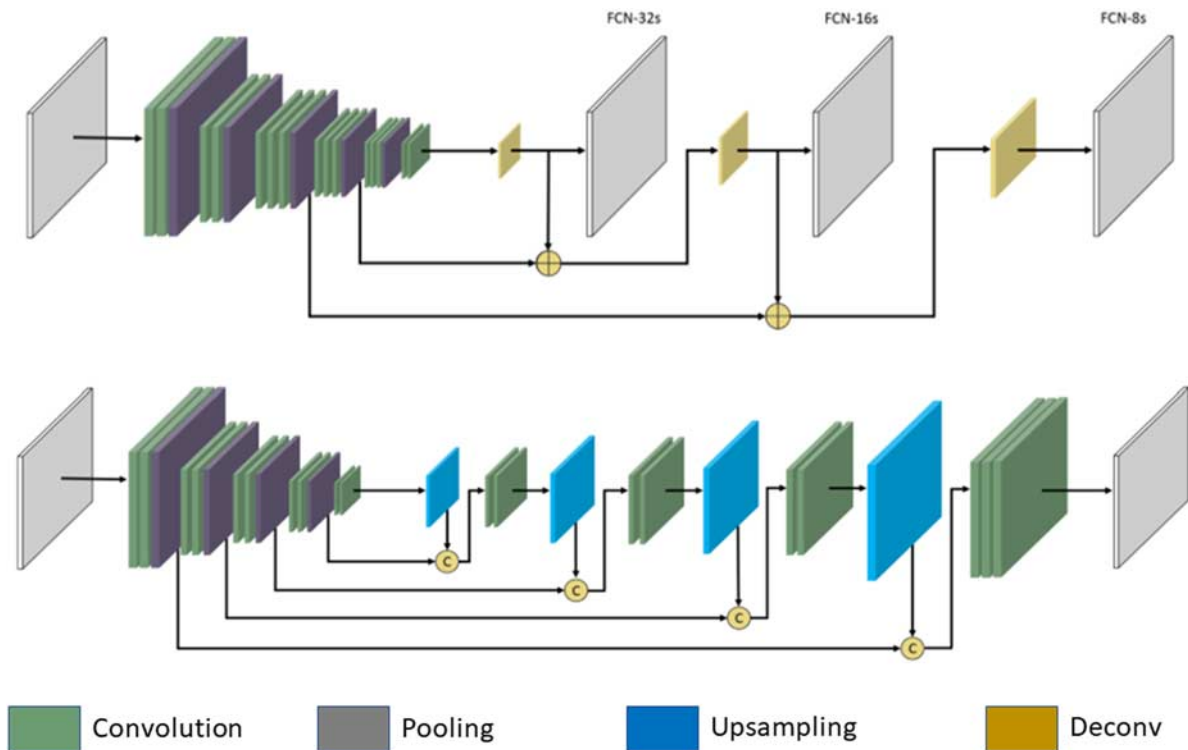 FCN-32s
FCN-16s
FCN-8s
C
C
C
C
Convolution
Pooling
Upsampling
Deconv